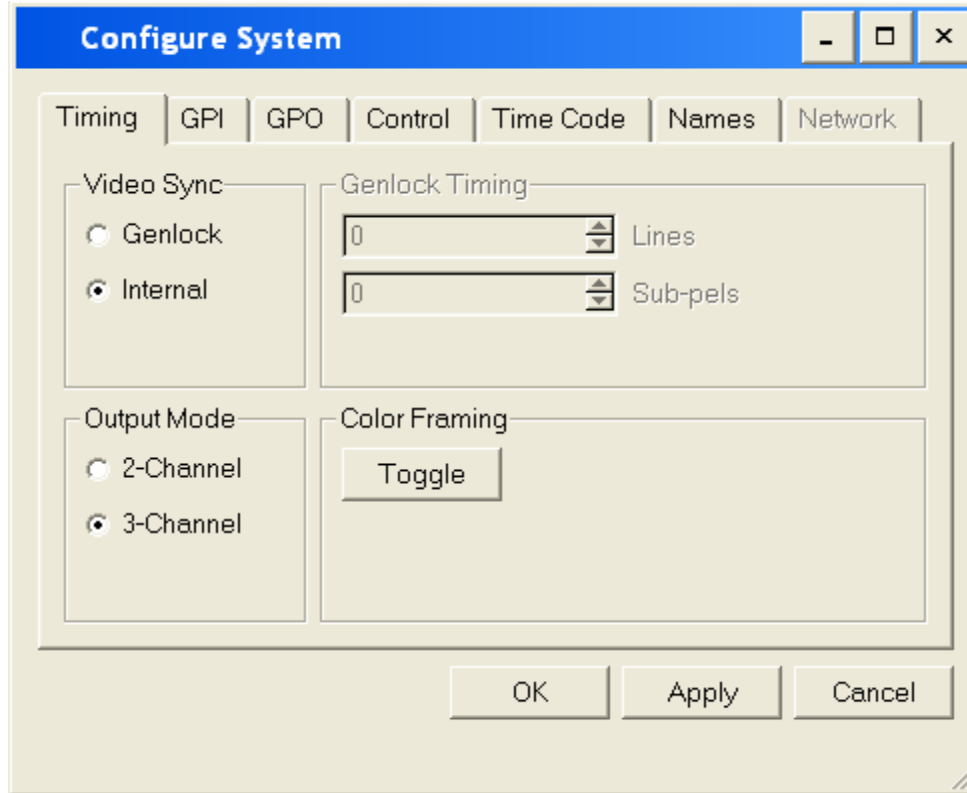 Configure System
Timing GPI GPO Control Time Code Names Network
Video Sync
Genlock
Internal
Genlock Timing
0 Lines
0 Sub-pels
Output Mode
2-Channel
3-Channel
Color Framing
Toggle
OK Apply Cancel